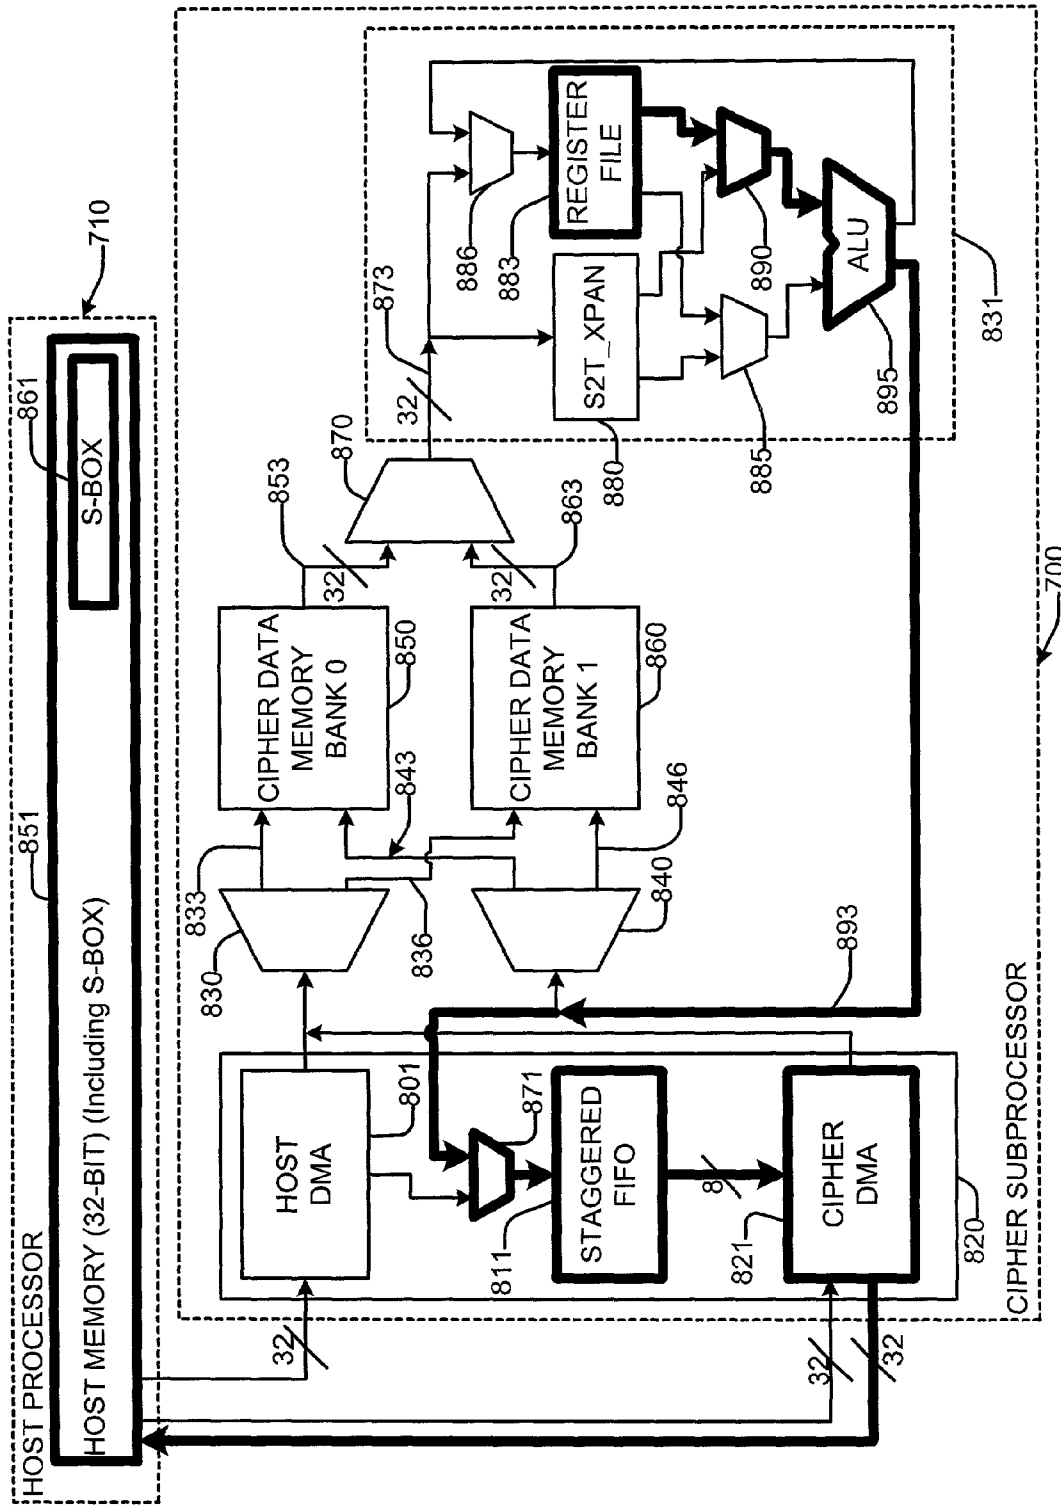 HOST PROCESSOR
710
851
861
HOST MEMORY (32-BIT) (Including S-BOX)
S-BOX
32
32
32
HOST
DMA
801
871
STAGGERED
FIFO
811
8
CIPHER
DMA
821
820
830
833
836
843
840
846
893
CIPHER DATA
MEMORY
BANK 0
850
CIPHER DATA
MEMORY
BANK 1
860
853
32
863
32
870
32
873
886
883
REGISTER
FILE
S2T_XPAN
880
885
890
ALU
895
831
CIPHER SUBPROCESSOR
700